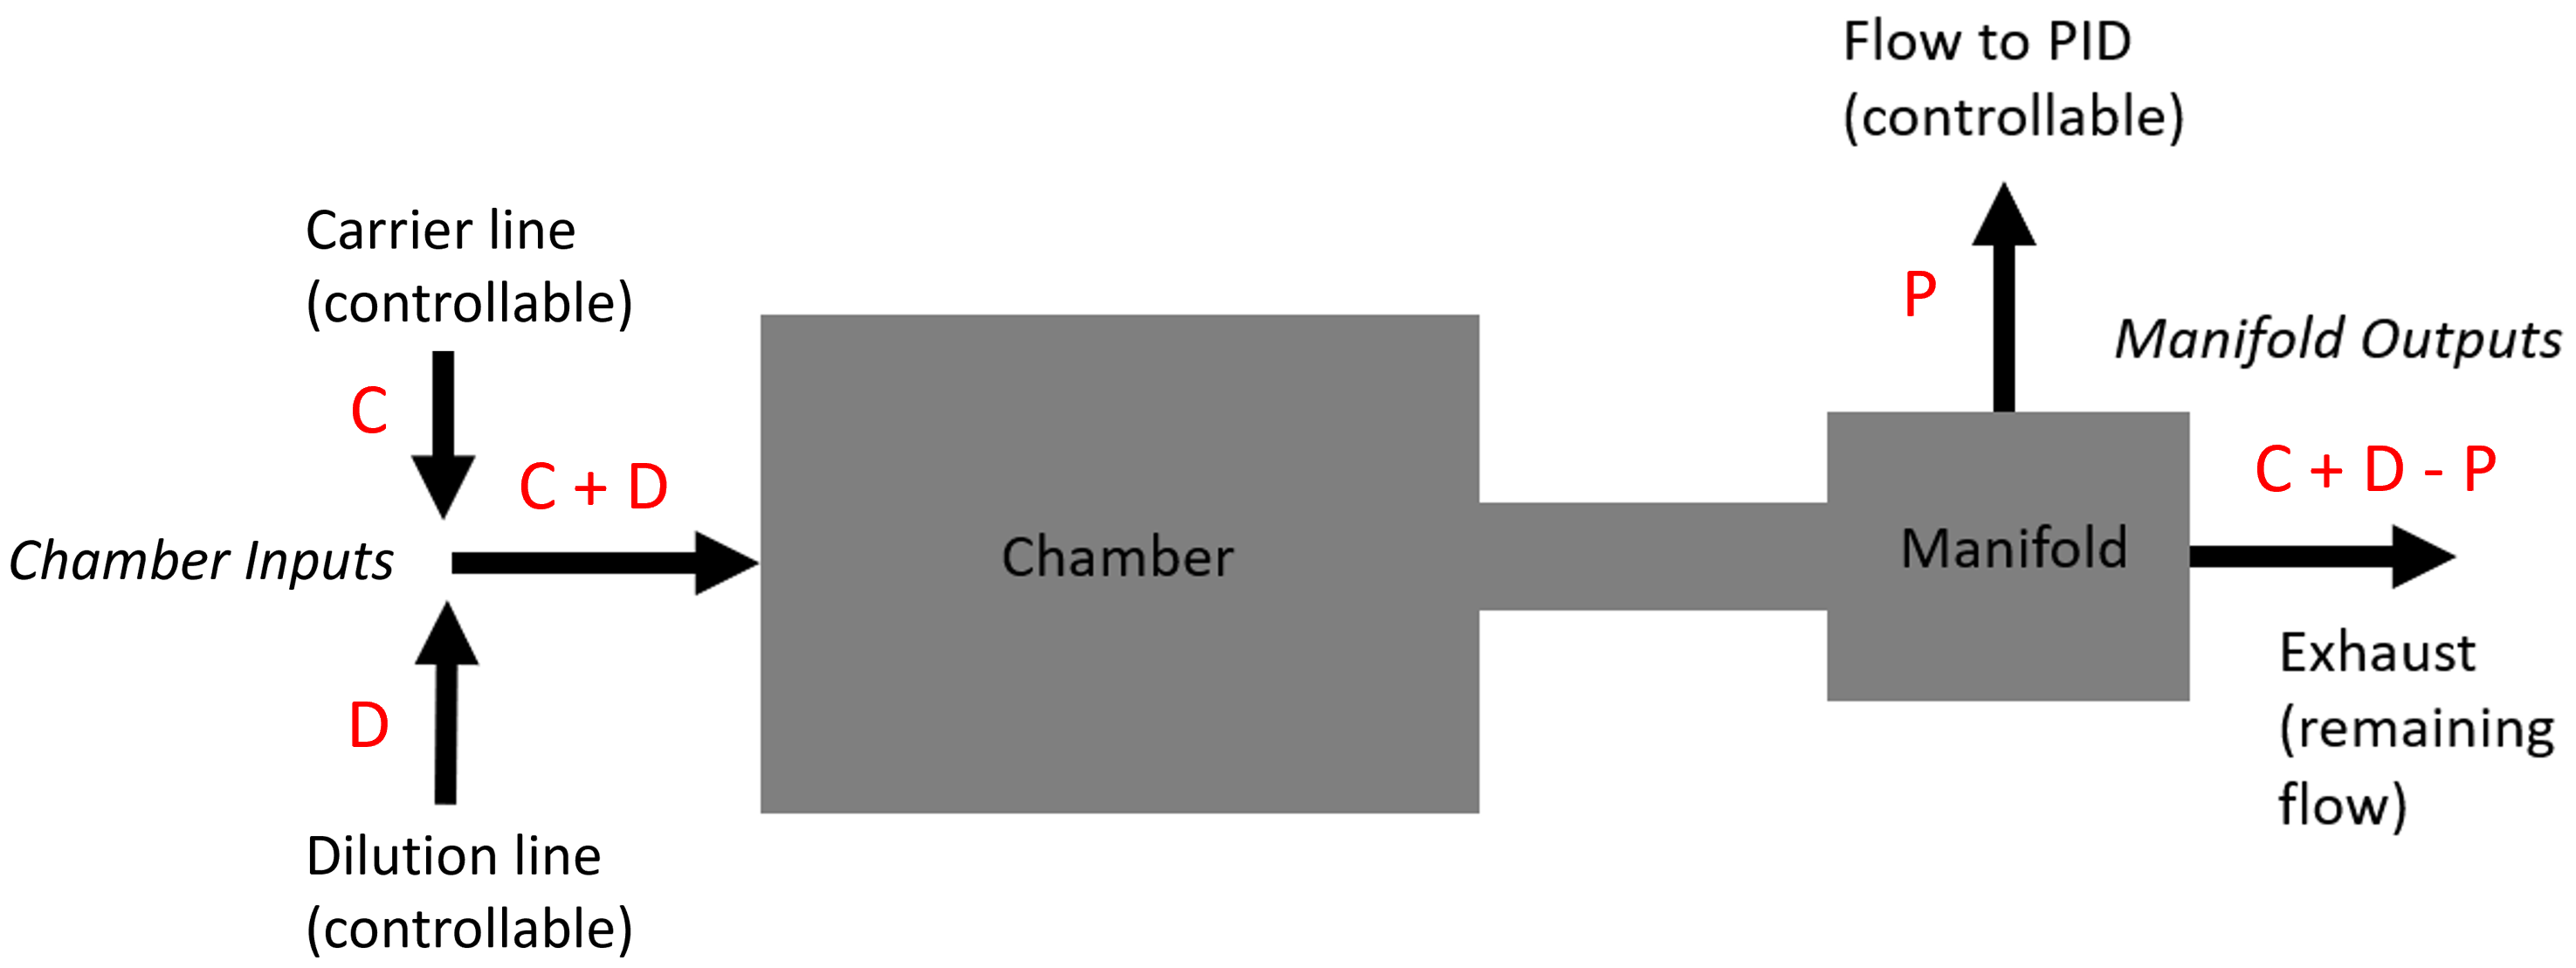 Flow to PID
(controllable)
Carrier line
(controllable)
P
Manifold Outputs
C
C + D
C + D - P
Chamber Inputs
Chamber
Manifold
D
Exhaust
(remaining
flow)
Dilution line
(controllable)